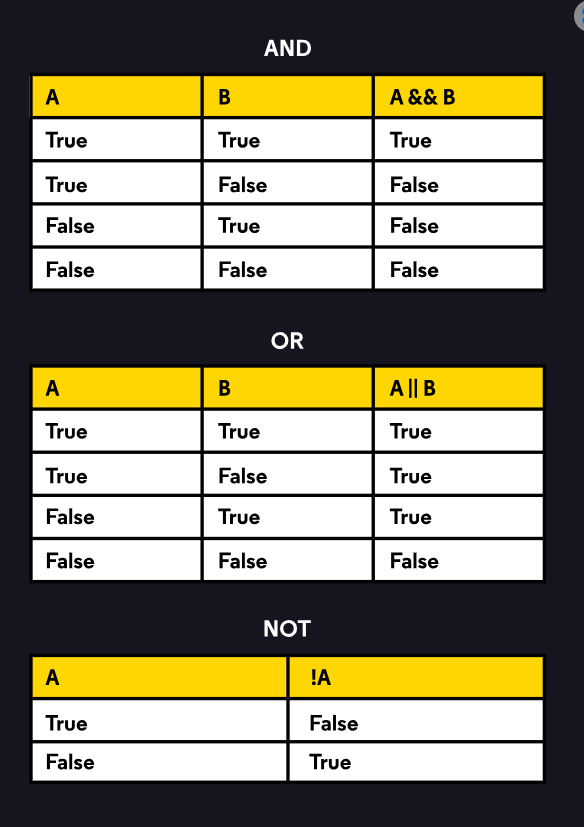 AND
A B A && B
True True True
True False False
False True False
False False False
OR
A B A || B
True True True
True False True
False True True
False False False
NOT
A !A
True False
False True